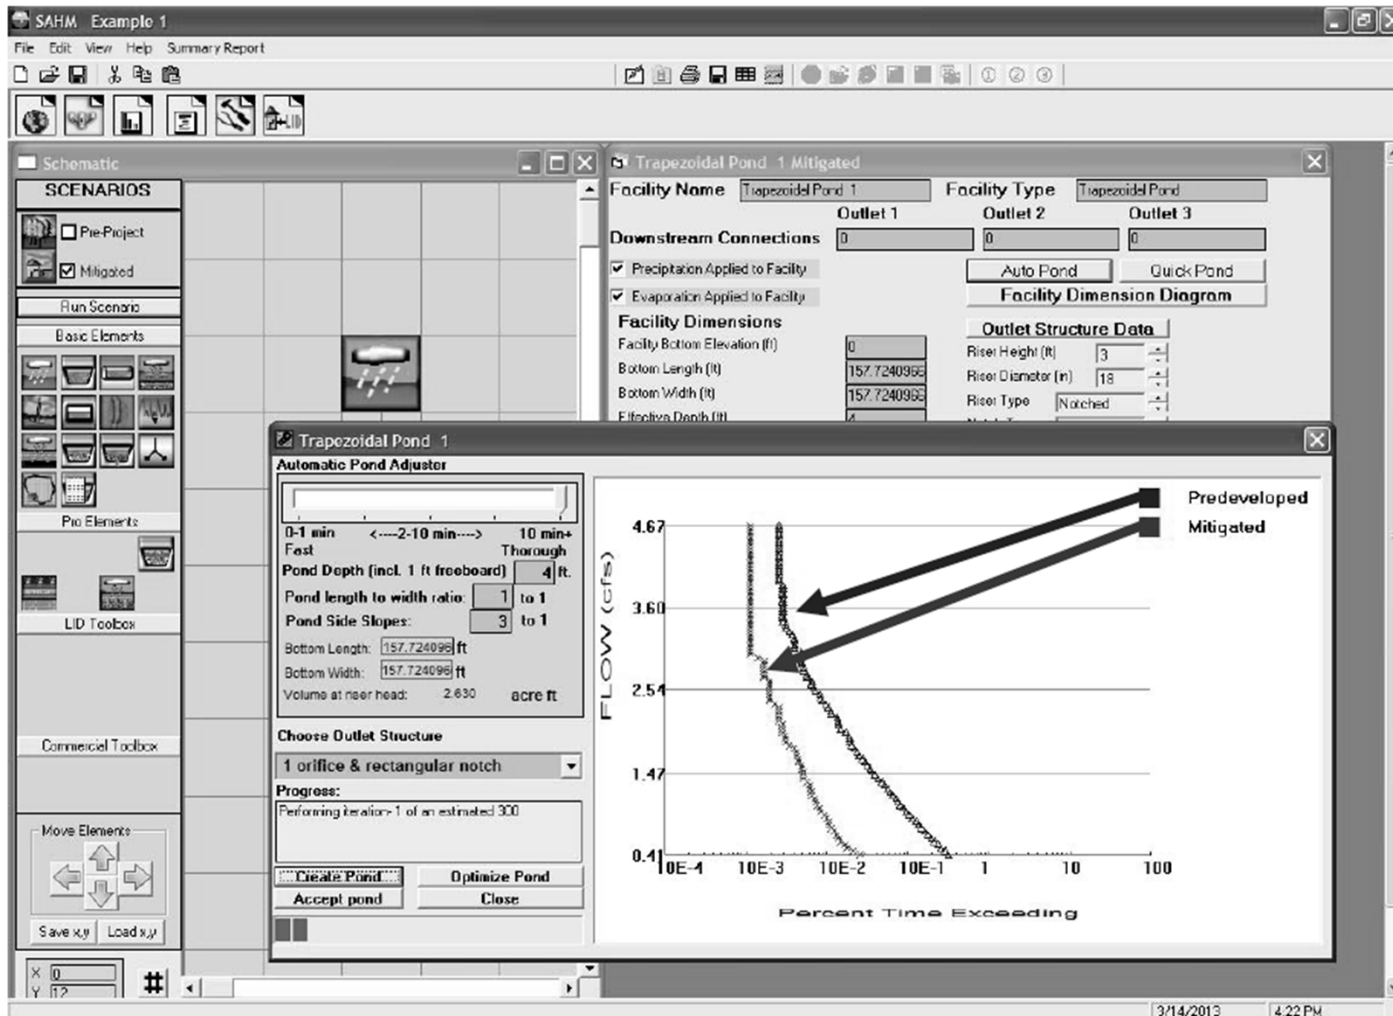 SAHM Example 1
File Edit View Help Summary Report
① ② ③
LID
Schematic
SCENARIOS
Pre-Project
Mitigated
Run Scenario
Basic Elements
Pro Elements
LID Toolbox
Commercial Toolbox
Move Elements
Save x,y Load x,y
X 0
Y 12
#
Trapezoidal Pond 1 Mitigated
Facility Name Trapezoidal Pond 1 Facility Type Trapezoidal Pond
Outlet 1 Outlet 2 Outlet 3
Downstream Connections 0 0 0
Precipitation Applied to Facility Auto Pond Quick Pond
Evaporation Applied to Facility Facility Dimension Diagram
Facility Dimensions Outlet Structure Data
Facility Bottom Elevation (ft) 0 Riser Height (ft) 3
Bottom Length (ft) 157.7240966 Riser Diameter (in) 18
Bottom Width (ft) 157.7240966 Riser Type Notched
Effective Depth (ft) 4
Trapezoidal Pond 1
Automatic Pond Adjuster
0-1 min <----2-10 min----> 10 min+
Fast Thorough
Pond Depth (incl. 1 ft freeboard) 4 ft.
Pond length to width ratio: 1 to 1
Pond Side Slopes: 3 to 1
Bottom Length: 157.724096 ft
Bottom Width: 157.724096 ft
Volume at riser head: 2.630 acre ft
Choose Outlet Structure
1 orifice & rectangular notch
Progress:
Performing iteration- 1 of an estimated 300
Create Pond Optimize Pond
Accept pond Close
Predeveloped
Mitigated
FLOW (cfs)
4.67
3.60
2.54
1.47
0.41
10E-4 10E-3 10E-2 10E-1 1 10 100
Percent Time Exceeding
3/14/2013 4:22 PM